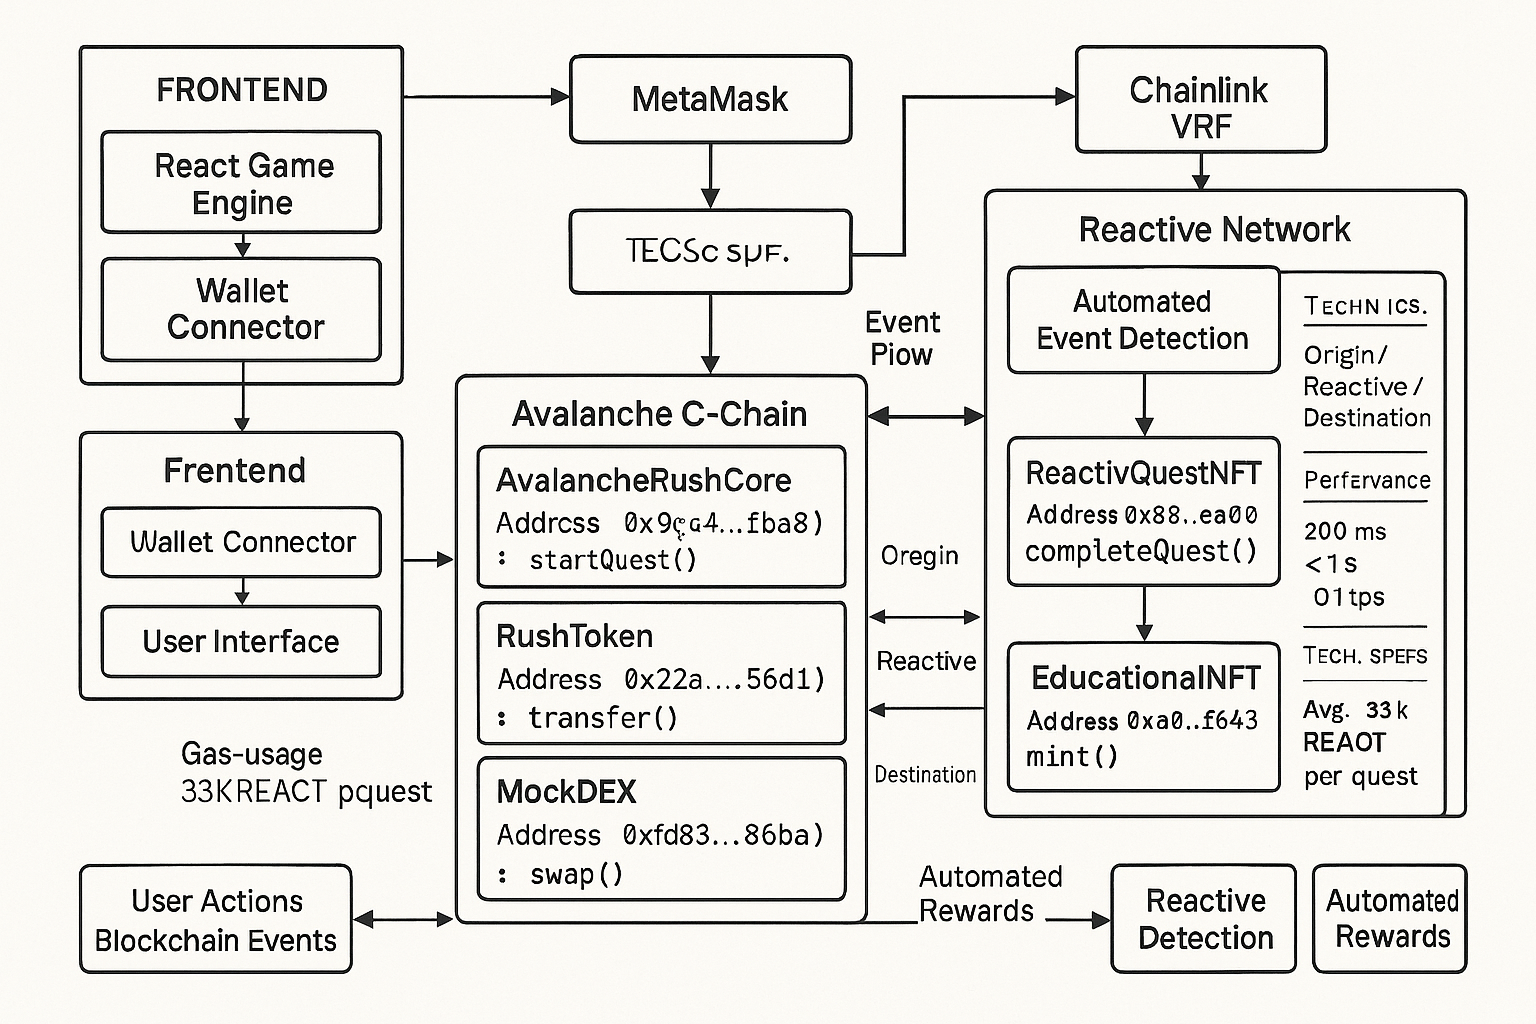 FRONTEND
React Game
Engine
Wallet
Connector
MetaMask
TECSc
Chainlink
VRF
Frentend
Wallet Connector
User Interface
Gas-usage
33KREACT pquest
User Actions
Blockchain Events
Avalanche C-Chain
AvalancheRushCore
Addrcss
: startQuest()
RushToken
Address 0x22a....56d1)
: transfer()
MockDEX
Address 0xfd83...86ba)
: swap()
Event
Piow
Oregin
Reactive
Destination
Reactive Network
Automated
Event Detection
ReactivQuestNFT
Address 0x88..ea00
completeQuest()
EducationalNFT
Address 0xa0..f643
mint()
TECHN ICS.
Origin/
Reactive/
Destination
PerfErvance
200 ms
<1s
01tps
TECH. SPEFS
Avg. 33k
REAOT
per quest
Automated
Rewards
Reactive
Detection
Automated
Rewards